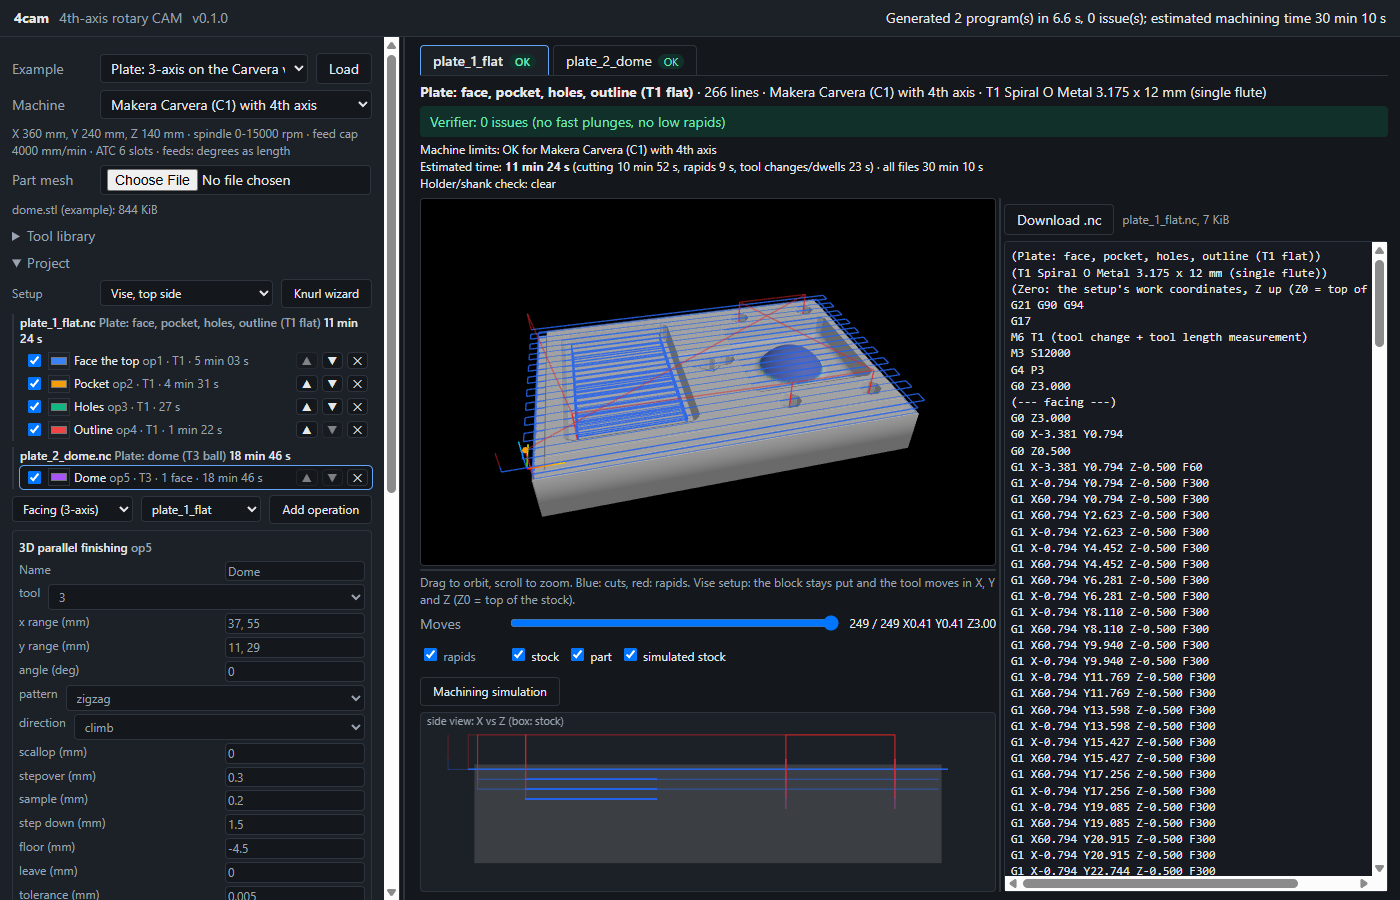 4cam 4th-axis rotary CAM v0.1.0
Generated 2 program(s) in 6.6 s, 0 issue(s); estimated machining time 30 min 10 s
Example Plate: 3-axis on the Carvera Load
Machine Makera Carvera (C1) with 4th axis
X 360 mm, Y 240 mm, Z 140 mm · spindle 0-15000 rpm · feed cap
4000 mm/min · ATC 6 slots · feeds: degrees as length
Part mesh Choose File No file chosen
dome.stl (example): 844 KiB
▶ Tool library
▼ Project
Setup Vise, top side Knurl wizard
plate_1_flat.nc Plate: face, pocket, holes, outline (T1 flat) 11 min
24 s
Face the top op1 · T1 · 5 min 03 s ▲ ▼ ✕
Pocket op2 · T1 · 4 min 31 s ▲ ▼ ✕
Holes op3 · T1 · 27 s ▲ ▼ ✕
Outline op4 · T1 · 1 min 22 s ▲ ▼ ✕
plate_2_dome.nc Plate: dome (T3 ball) 18 min 46 s
Dome op5 · T3 · 1 face · 18 min 46 s ▲ ▼ ✕
Facing (3-axis) plate_1_flat Add operation
3D parallel finishing op5
Name Dome
tool 3
x range (mm) 37, 55
y range (mm) 11, 29
angle (deg) 0
pattern zigzag
direction climb
scallop (mm) 0
stepover (mm) 0.3
sample (mm) 0.2
step down (mm) 1.5
floor (mm) -4.5
leave (mm) 0
tolerance (mm) 0.005
plate_1_flat OK plate_2_dome OK
Plate: face, pocket, holes, outline (T1 flat) · 266 lines · Makera Carvera (C1) with 4th axis · T1 Spiral O Metal 3.175 x 12 mm (single flute)
Verifier: 0 issues (no fast plunges, no low rapids)
Machine limits: OK for Makera Carvera (C1) with 4th axis
Estimated time: 11 min 24 s (cutting 10 min 52 s, rapids 9 s, tool changes/dwells 23 s) · all files 30 min 10 s
Holder/shank check: clear
Drag to orbit, scroll to zoom. Blue: cuts, red: rapids. Vise setup: the block stays put and the tool moves in X, Y
and Z (Z0 = top of the stock).
Moves 249 / 249 X0.41 Y0.41 Z3.00
rapids stock part simulated stock
Machining simulation
side view: X vs Z (box: stock)
Download .nc plate_1_flat.nc, 7 KiB
(Plate: face, pocket, holes, outline (T1 flat))
(T1 Spiral O Metal 3.175 x 12 mm (single flute))
(Zero: the setup's work coordinates, Z up (Z0 = top of
G21 G90 G94
G17
M6 T1 (tool change + tool length measurement)
M3 S12000
G4 P3
G0 Z3.000
(--- facing ---)
G0 Z3.000
G0 X-3.381 Y0.794
G0 Z0.500
G1 X-3.381 Y0.794 Z-0.500 F60
G1 X-0.794 Y0.794 Z-0.500 F300
G1 X60.794 Y0.794 Z-0.500 F300
G1 X60.794 Y2.623 Z-0.500 F300
G1 X-0.794 Y2.623 Z-0.500 F300
G1 X-0.794 Y4.452 Z-0.500 F300
G1 X60.794 Y4.452 Z-0.500 F300
G1 X60.794 Y6.281 Z-0.500 F300
G1 X-0.794 Y6.281 Z-0.500 F300
G1 X-0.794 Y8.110 Z-0.500 F300
G1 X60.794 Y8.110 Z-0.500 F300
G1 X60.794 Y9.940 Z-0.500 F300
G1 X-0.794 Y9.940 Z-0.500 F300
G1 X-0.794 Y11.769 Z-0.500 F300
G1 X60.794 Y11.769 Z-0.500 F300
G1 X60.794 Y13.598 Z-0.500 F300
G1 X-0.794 Y13.598 Z-0.500 F300
G1 X-0.794 Y15.427 Z-0.500 F300
G1 X60.794 Y15.427 Z-0.500 F300
G1 X60.794 Y17.256 Z-0.500 F300
G1 X-0.794 Y17.256 Z-0.500 F300
G1 X-0.794 Y19.085 Z-0.500 F300
G1 X60.794 Y19.085 Z-0.500 F300
G1 X60.794 Y20.915 Z-0.500 F300
G1 X-0.794 Y20.915 Z-0.500 F300
G1 X-0.794 Y22.744 Z-0.500 F300